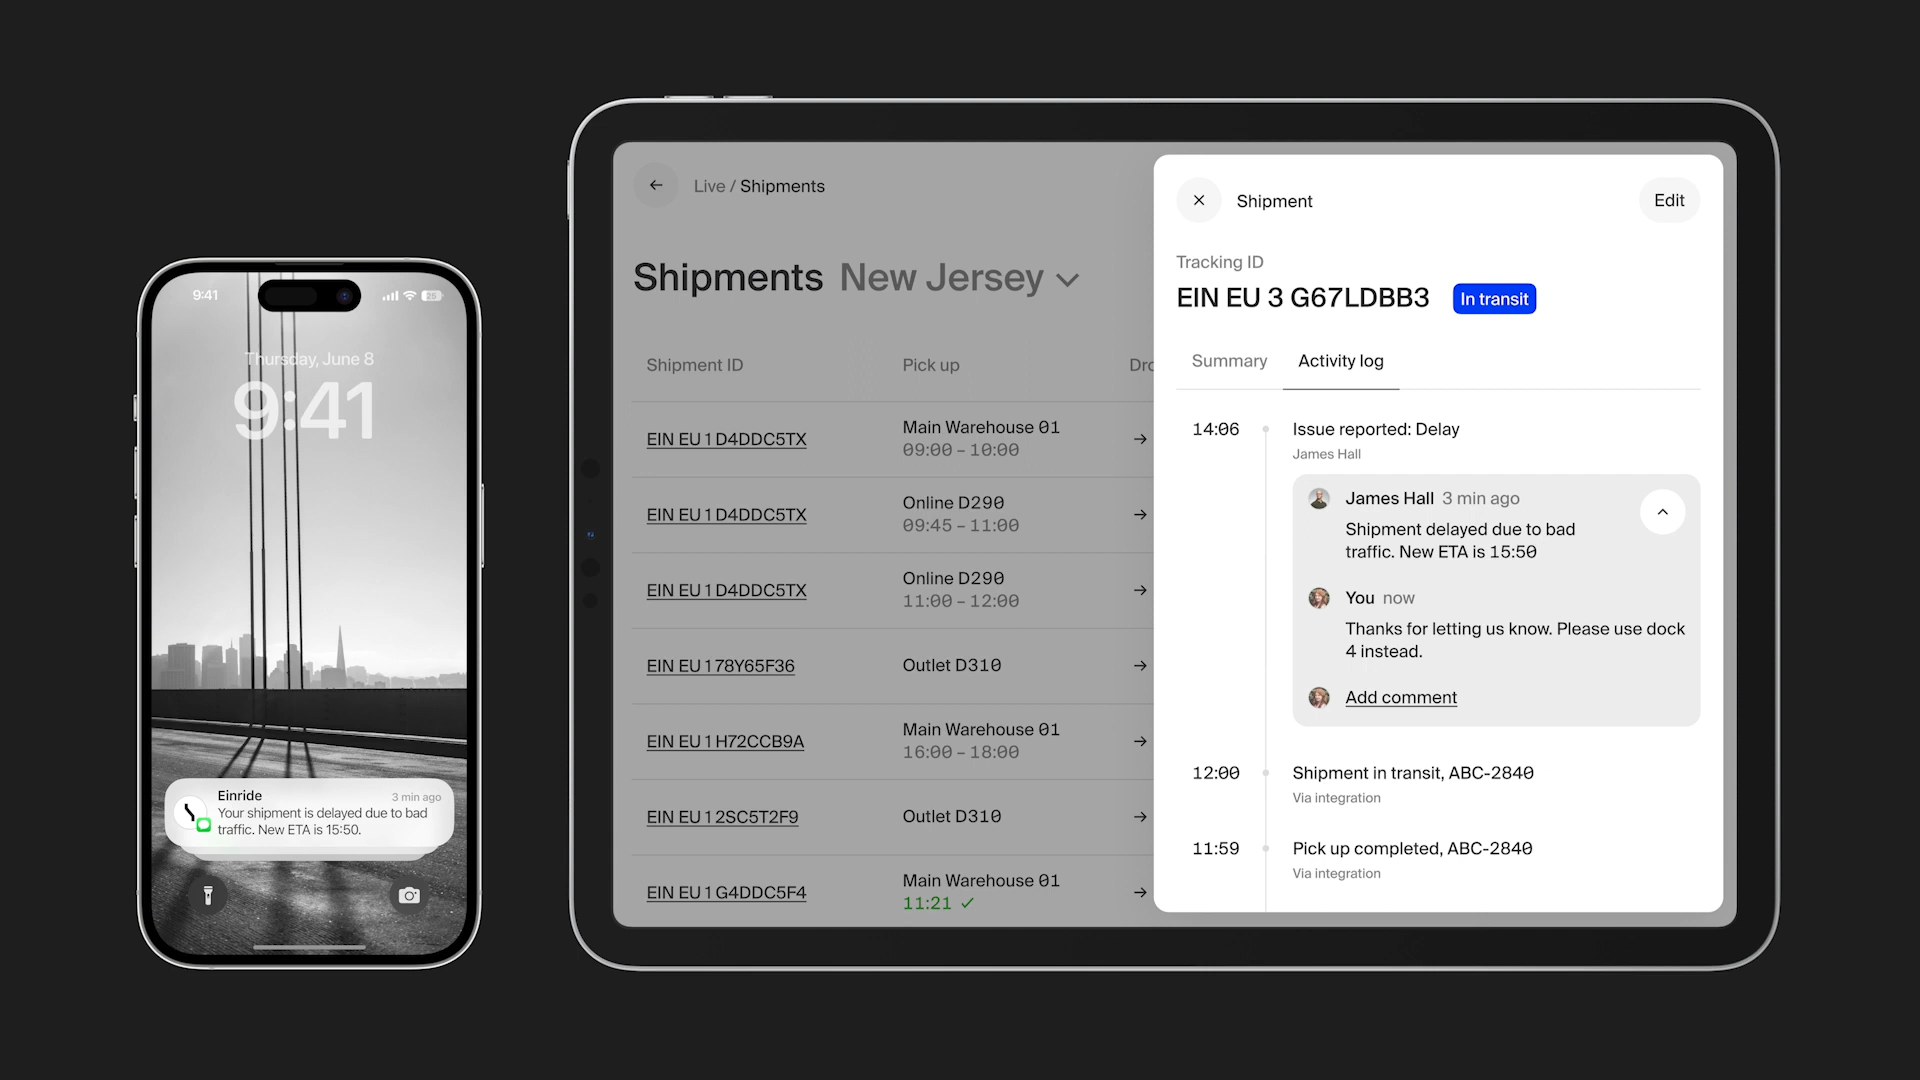 9:41
25
Thursday, June 8
9:41
Einride
3 min ago
Your shipment is delayed due to bad
traffic. New ETA is 15:50.
Live / Shipments
Shipments New Jersey
Shipment ID
Pick up
Dro
EIN EU 1 D4DDC5TX
Main Warehouse 01
09:00 – 10:00
EIN EU 1 D4DDC5TX
Online D290
09:45 – 11:00
EIN EU 1 D4DDC5TX
Online D290
11:00 – 12:00
EIN EU 1 78Y65F36
Outlet D310
EIN EU 1 H72CCB9A
Main Warehouse 01
16:00 – 18:00
EIN EU 1 2SC5T2F9
Outlet D310
EIN EU 1 G4DDC5F4
Main Warehouse 01
11:21
Shipment
Edit
Tracking ID
EIN EU 3 G67LDBB3
In transit
Summary
Activity log
14:06
Issue reported: Delay
James Hall
James Hall 3 min ago
Shipment delayed due to bad
traffic. New ETA is 15:50
You now
Thanks for letting us know. Please use dock
4 instead.
Add comment
12:00
Shipment in transit, ABC-2840
Via integration
11:59
Pick up completed, ABC-2840
Via integration